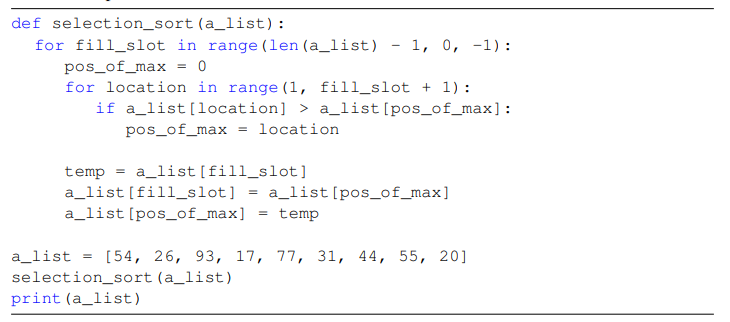 def selection_sort(a_list):
  for fill_slot in range(len(a_list) - 1, 0, -1):
     pos_of_max = 0
     for location in range(1, fill_slot + 1):
        if a_list[location] > a_list[pos_of_max]:
           pos_of_max = location

     temp = a_list[fill_slot]
     a_list[fill_slot] = a_list[pos_of_max]
     a_list[pos_of_max] = temp

a_list = [54, 26, 93, 17, 77, 31, 44, 55, 20]
selection_sort(a_list)
print(a_list)